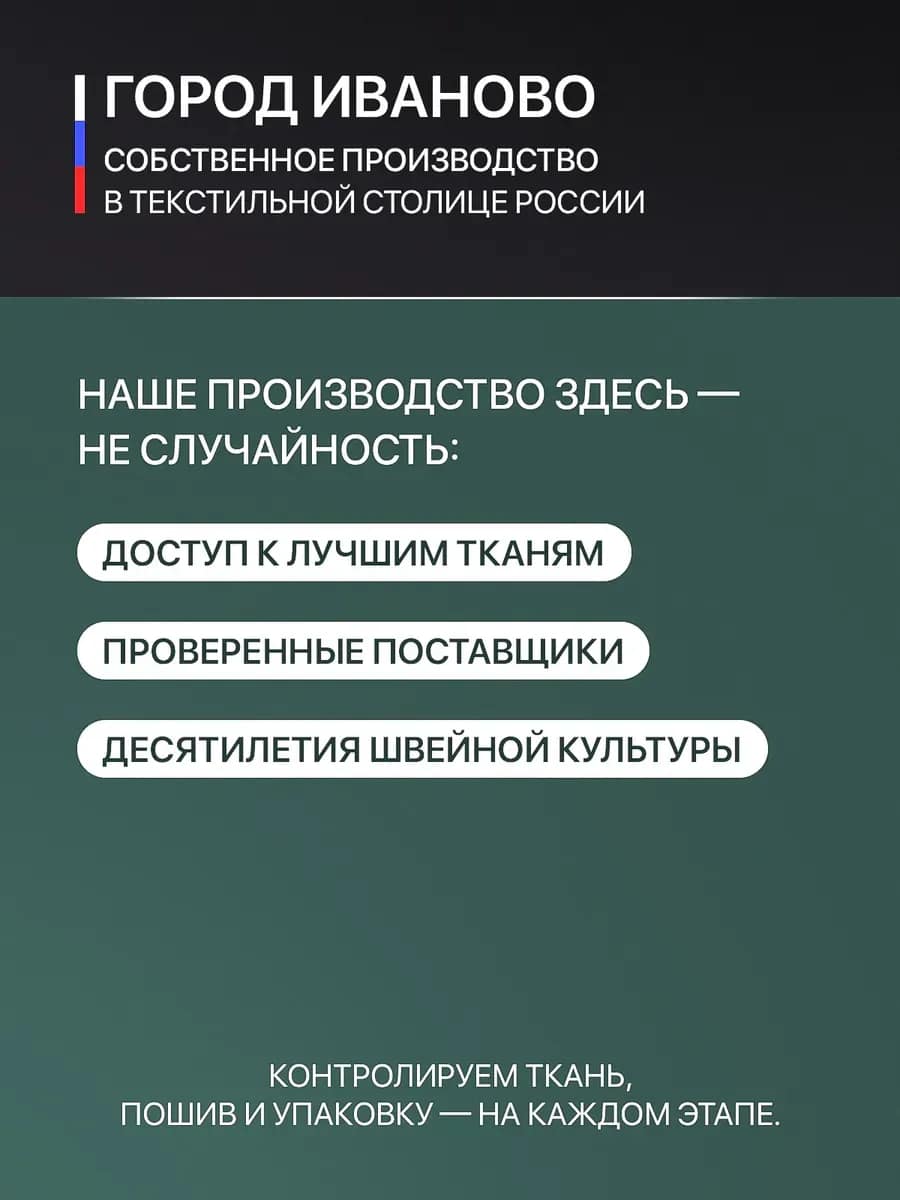 ГОРОД ИВАНОВО
СОБСТВЕННОЕ ПРОИЗВОДСТВО
В ТЕКСТИЛЬНОЙ СТОЛИЦЕ РОССИИ
НАШЕ ПРОИЗВОДСТВО ЗДЕСЬ —
НЕ СЛУЧАЙНОСТЬ:
ДОСТУП К ЛУЧШИМ ТКАНЯМ
ПРОВЕРЕННЫЕ ПОСТАВЩИКИ
ДЕСЯТИЛЕТИЯ ШВЕЙНОЙ КУЛЬТУРЫ
КОНТРОЛИРУЕМ ТКАНЬ,
ПОШИВ И УПАКОВКУ — НА КАЖДОМ ЭТАПЕ.